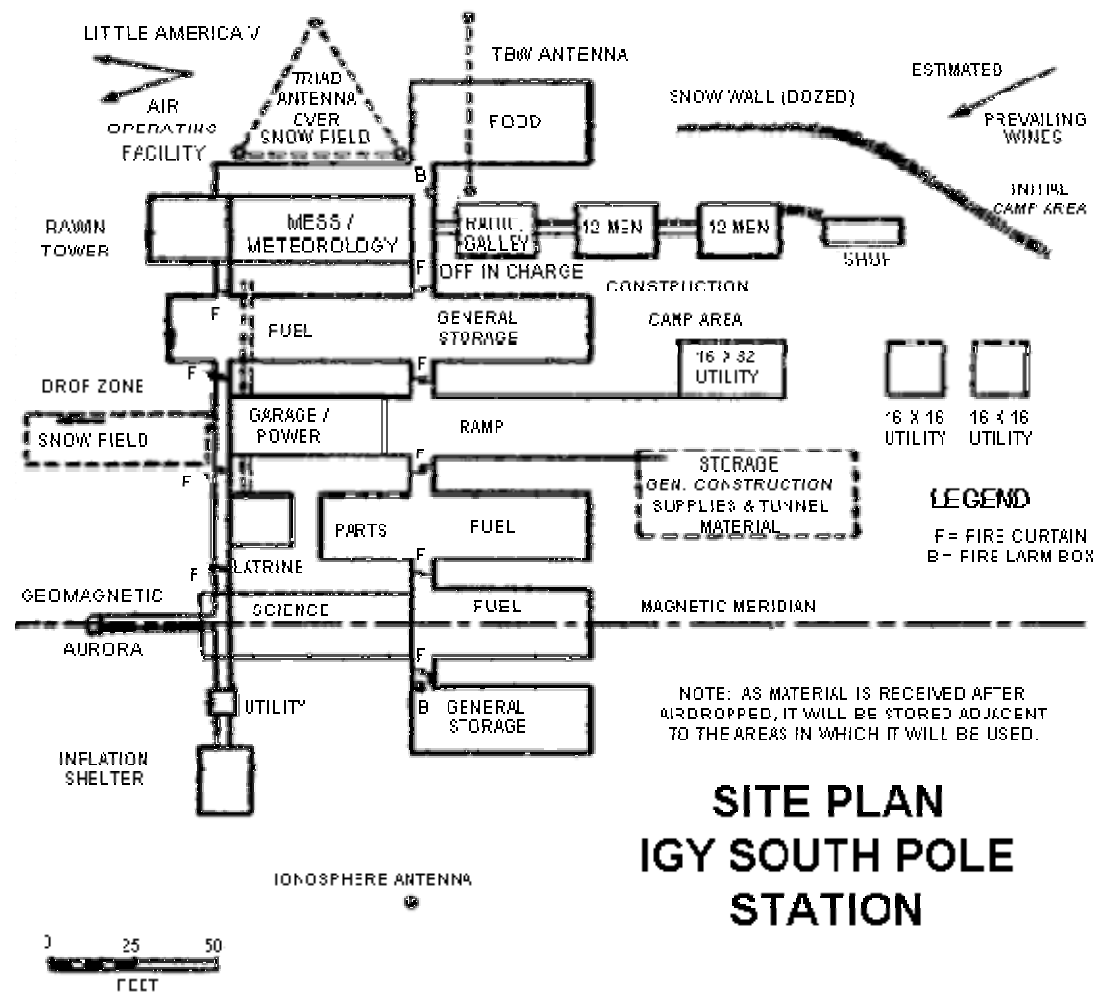 LITTLE AMERICA V
TBW ANTENNA
ESTIMATED
TRIAD
ANTENNA
OVER
SNOW FIELD
AIR
OPERATING
FACILITY
FOOD
SNOW WALL (DOZED)
PREVAILING
WINES
B
INITIAL
CAMP AREA
RAWIN
TOWER
MESS /
METEOROLOGY
RADIO,
GALLEY
12 MEN
12 MEN
SHOP
F
OFF IN CHARGE
CONSTRUCTION
CAMP AREA
F
FUEL
GENERAL
STORAGE
F
F
16 X 32
UTILITY
DROP ZONE
SNOW FIELD
GARAGE /
POWER
RAMP
16 X 16
UTILITY
16 X 16
UTILITY
F
F
STORAGE
GEN. CONSTRUCTION
SUPPLIES & TUNNEL
MATERIAL
LEGEND
F = FIRE CURTAIN
B = FIRE LARM BOX
PARTS
FUEL
F
F
LATRINE
GEOMAGNETIC
SCIENCE
FUEL
MAGNETIC MERIDIAN
AURORA
F
UTILITY
B
GENERAL
STORAGE
NOTE: AS MATERIAL IS RECEIVED AFTER
AIRDROPPED, IT WILL BE STORED ADJACENT
TO THE AREAS IN WHICH IT WILL BE USED.
INFLATION
SHELTER
SITE PLAN
IGY SOUTH POLE
STATION
IONOSPHERE ANTENNA
0 25 50
FEET